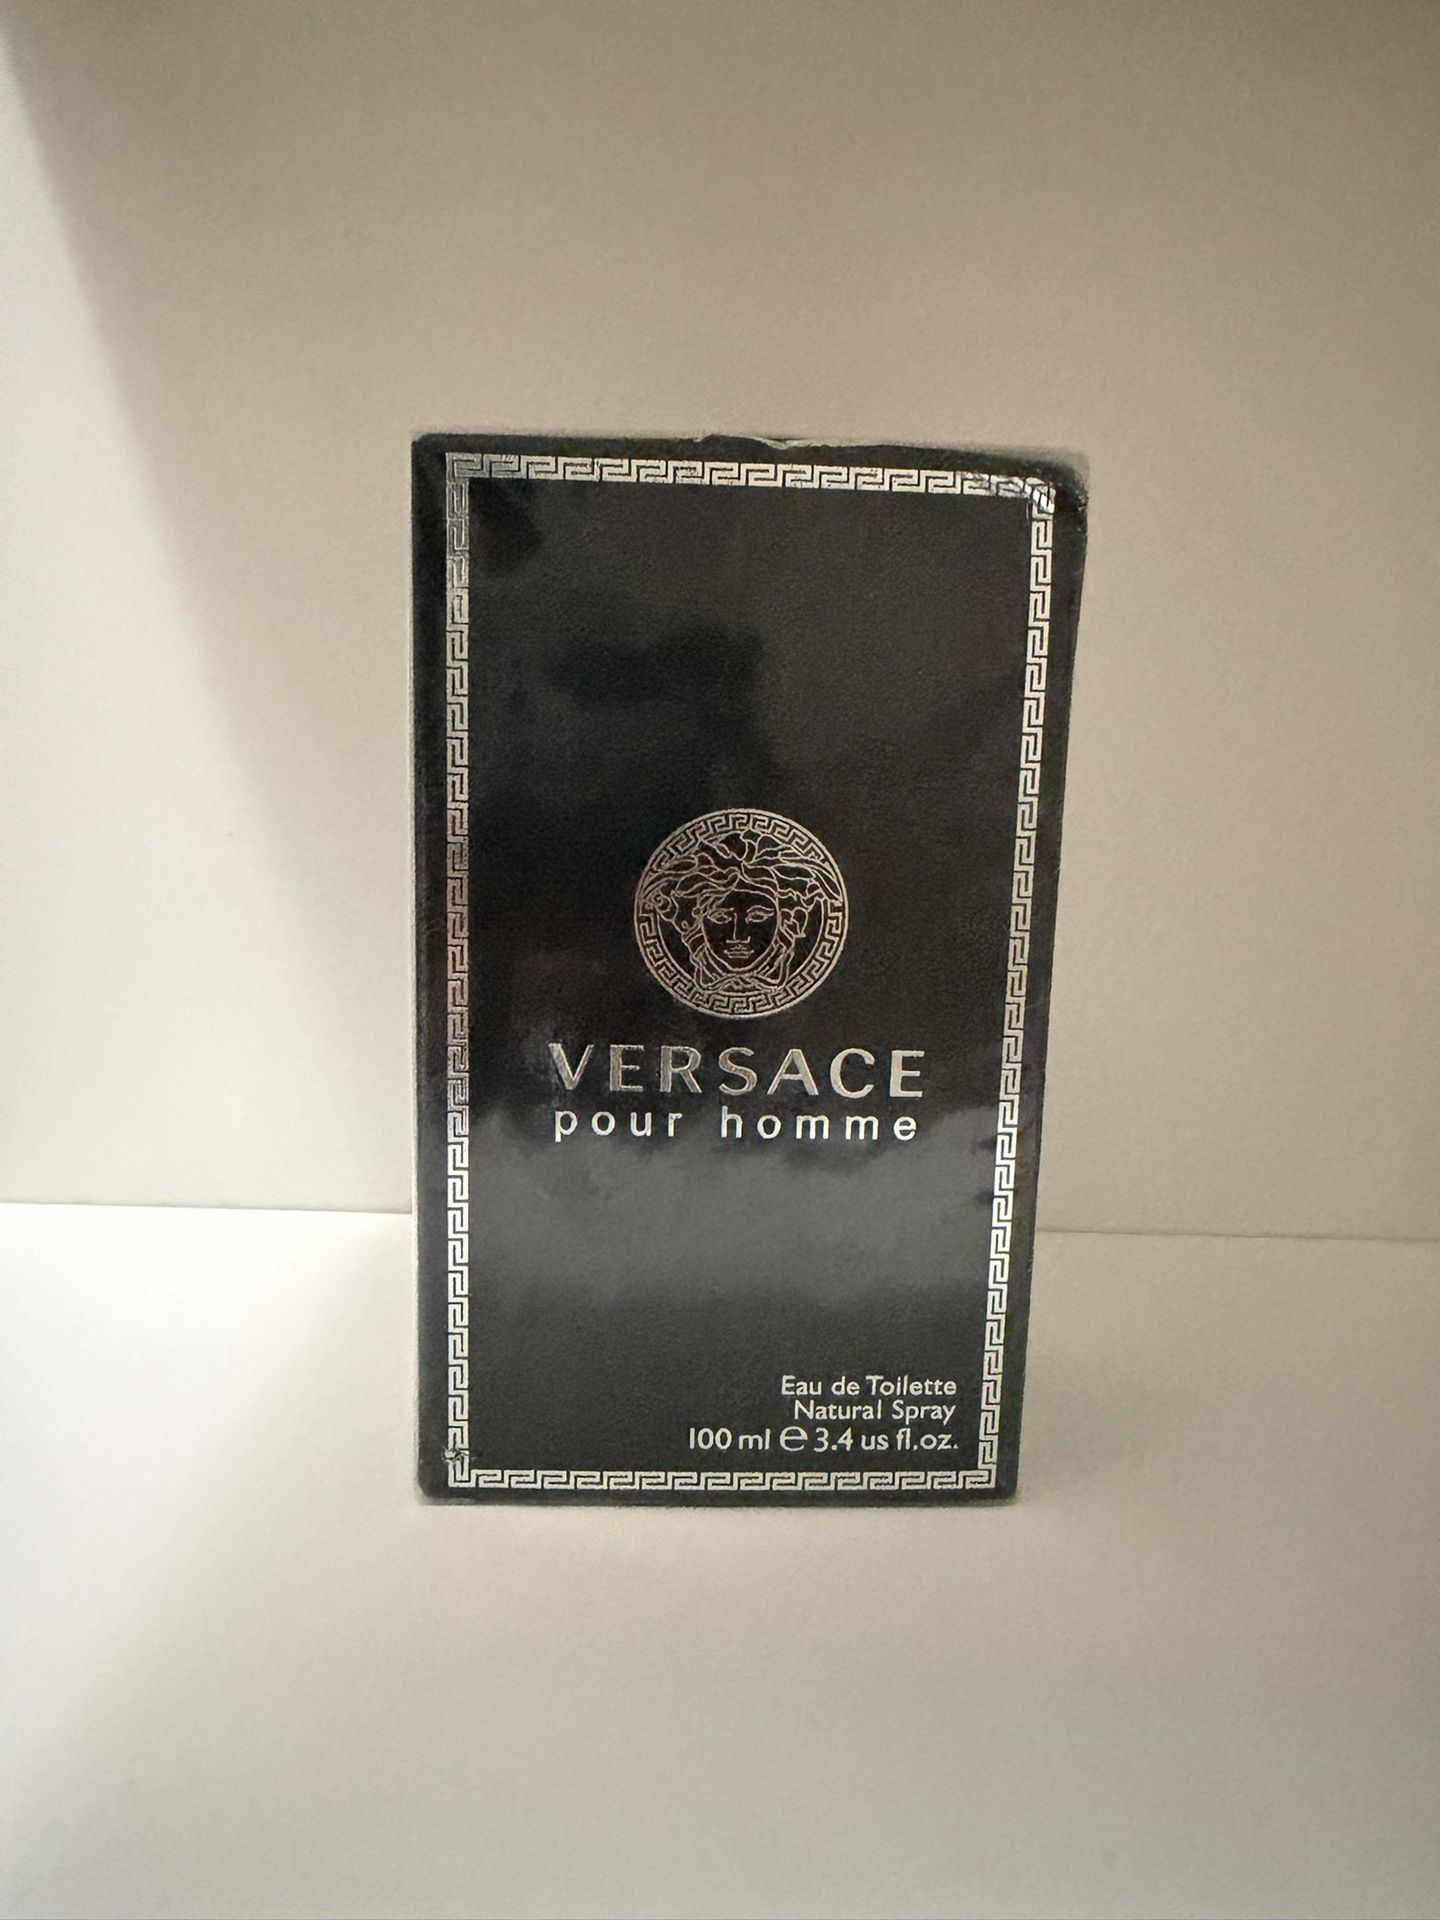 VERSACE
pour homme
Eau de Toilette
Natural Spray
100 ml ℮ 3.4 us fl.oz.